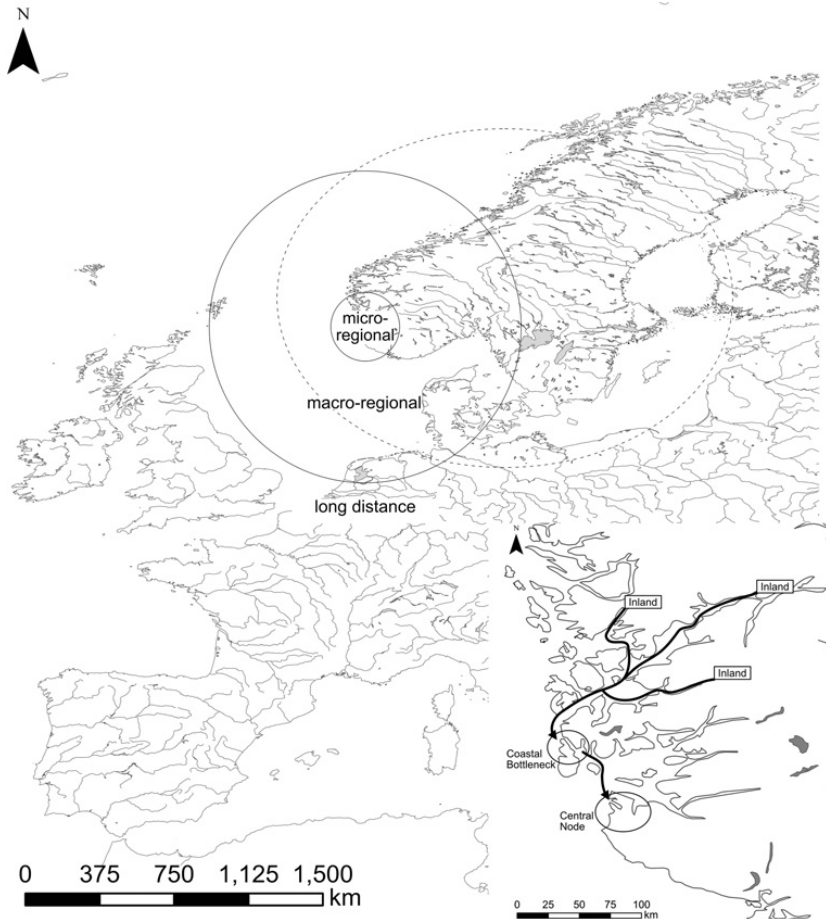 N
micro-
regional
macro-regional
long distance
0 375 750 1,125 1,500
km
N
Inland
Inland
Inland
Coastal
Bottleneck
Central
Node
0 25 50 75 100
km